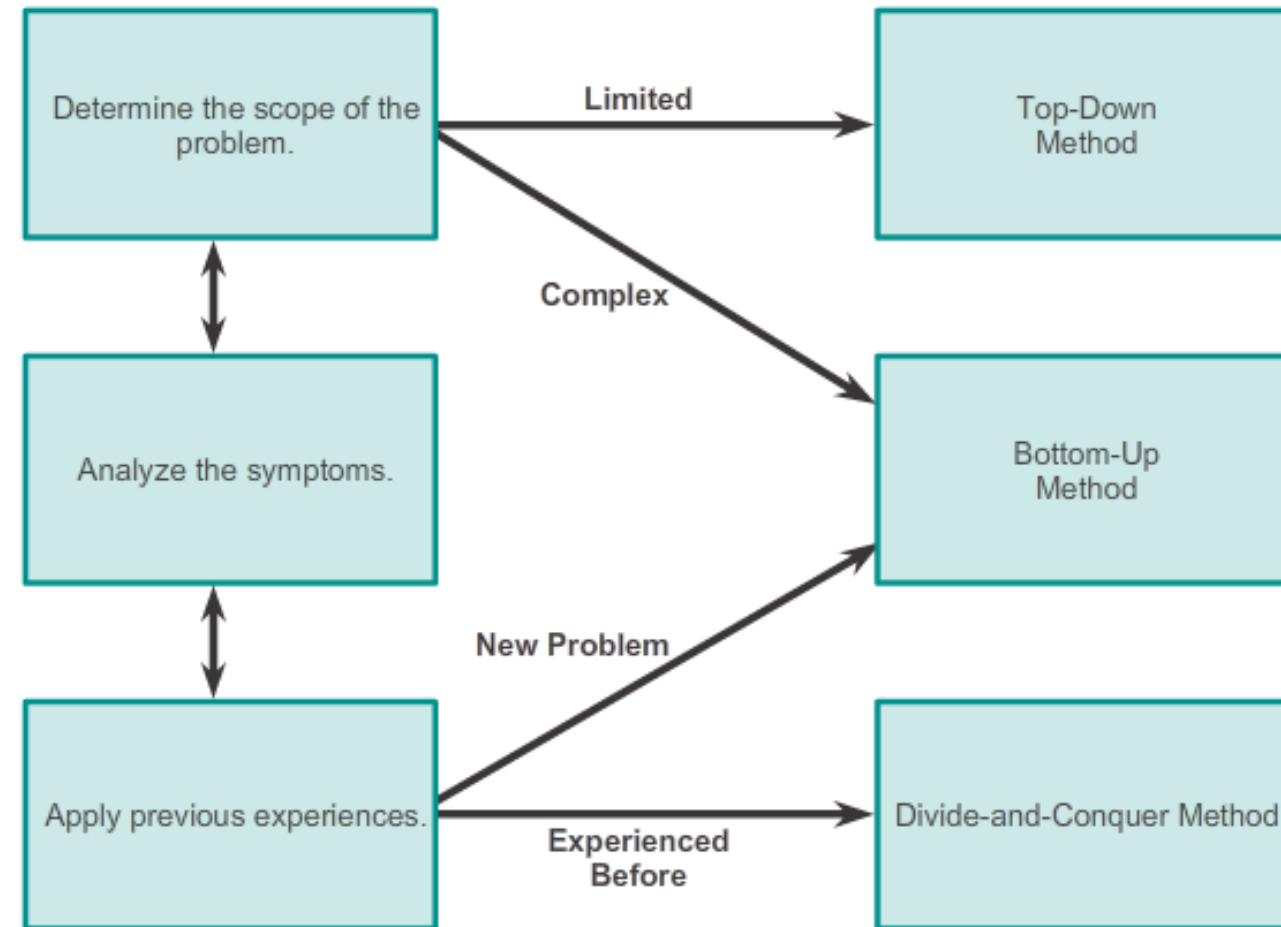 Determine the scope of the
problem.
Limited
Top-Down
Method
Complex
Analyze the symptoms.
Bottom-Up
Method
New Problem
Apply previous experiences.
Experienced
Before
Divide-and-Conquer Method